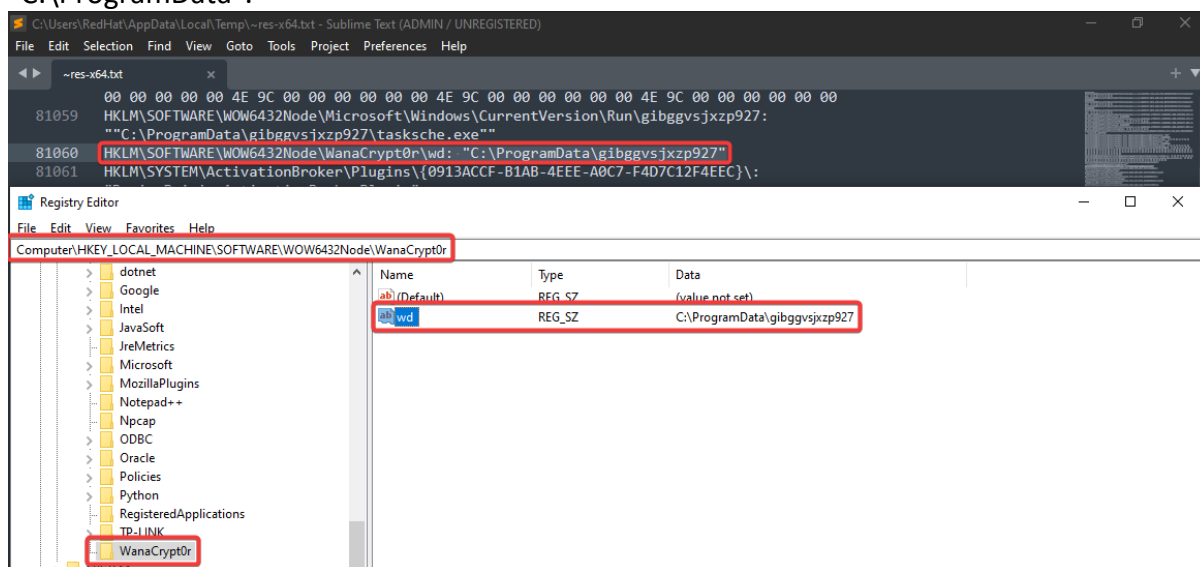 "C:\ProgramData".
C:\Users\RedHat\AppData\Local\Temp\~res-x64.txt - Sublime Text (ADMIN / UNREGISTERED)
File Edit Selection Find View Goto Tools Project Preferences Help
~res-x64.txt
00 00 00 00 00 4E 9C 00 00 00 00 00 00 4E 9C 00 00 00 00 00 00 4E 9C 00 00 00 00 00 00
81059 HKLM\SOFTWARE\WOW6432Node\Microsoft\Windows\CurrentVersion\Run\gibggvsjxzp927:
""C:\ProgramData\gibggvsjxzp927\tasksche.exe""
81060 HKLM\SOFTWARE\WOW6432Node\WanaCrypt0r\wd: "C:\ProgramData\gibggvsjxzp927"
81061 HKLM\SYSTEM\ActivationBroker\Plugins\{0913ACCF-B1AB-4EEE-A0C7-F4D7C12F4EEC}\:
Registry Editor
File Edit View Favorites Help
Computer\HKEY_LOCAL_MACHINE\SOFTWARE\WOW6432Node\WanaCrypt0r
dotnet
Google
Intel
JavaSoft
JreMetrics
Microsoft
MozillaPlugins
Notepad++
Npcap
ODBC
Oracle
Policies
Python
RegisteredApplications
TP-LINK
WanaCrypt0r
Name Type Data
(Default) REG_SZ (value not set)
wd REG_SZ C:\ProgramData\gibggvsjxzp927